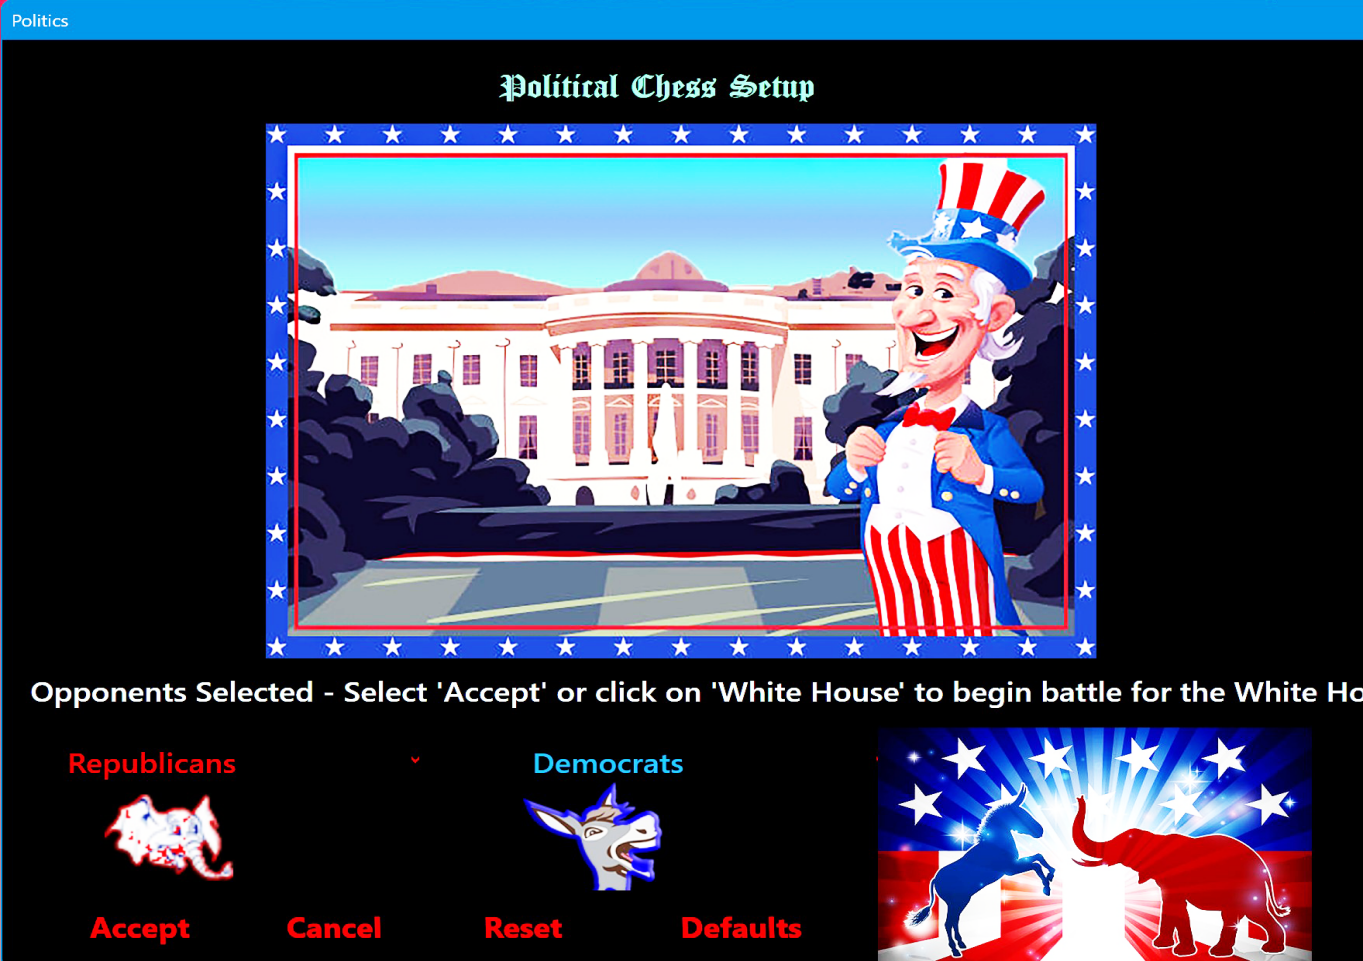 Politics
Political Chess Setup
Opponents Selected - Select 'Accept' or click on 'White House' to begin battle for the White Ho
Republicans Democrats
Accept Cancel Reset Defaults